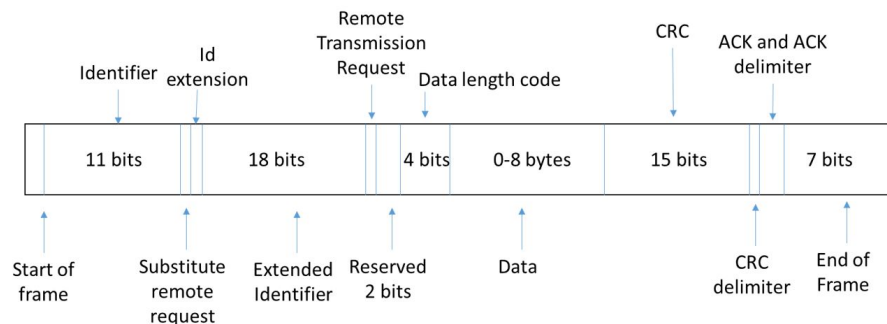 Identifier
Id
extension
Remote
Transmission
Request
Data length code
CRC
ACK and ACK
delimiter
11 bits
18 bits
4 bits
0-8 bytes
15 bits
7 bits
Start of
frame
Substitute
remote
request
Extended
Identifier
Reserved
2 bits
Data
CRC
delimiter
End of
Frame